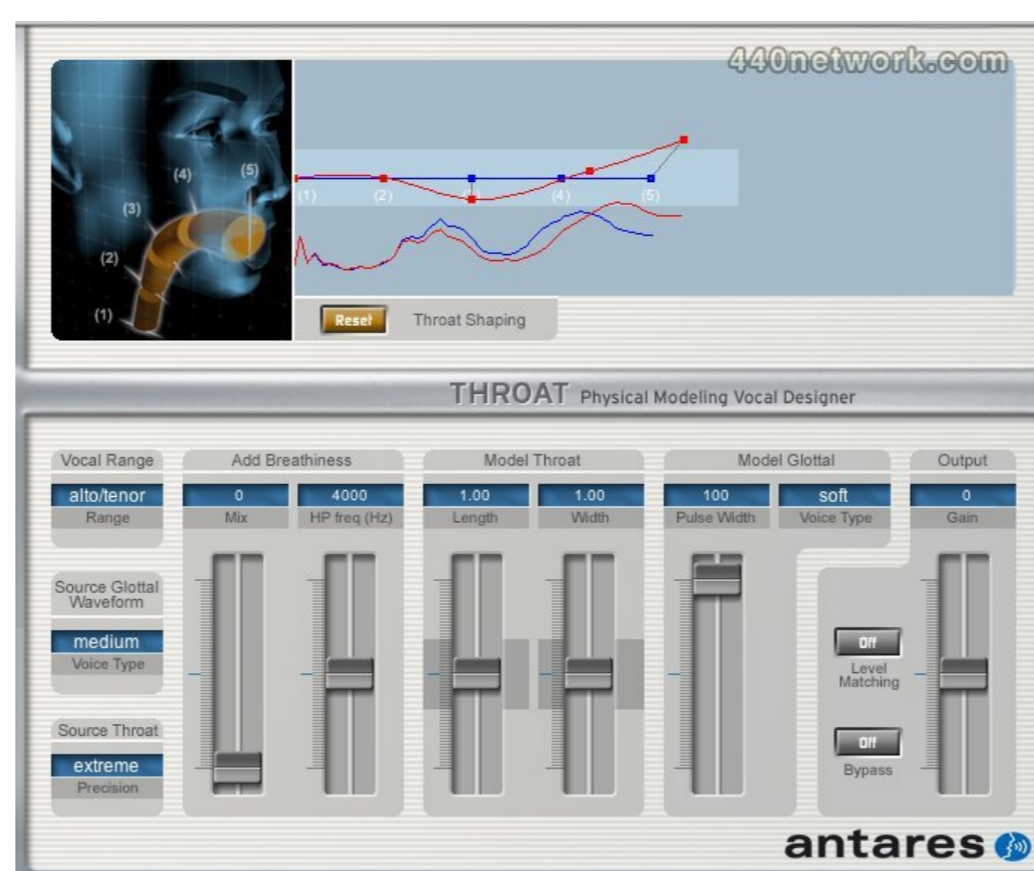 440network.com
(5)
(4)
(3)
(2)
(1)
(1) (2) (4) (5)
Reset Throat Shaping
THROAT Physical Modeling Vocal Designer
Vocal Range
alto/tenor
Range
Source Glottal
Waveform
medium
Voice Type
Source Throat
extreme
Precision
Add Breathiness
0 4000
Mix HP freq (Hz)
Model Throat
1.00 1.00
Length Width
Model Glottal
100 soft
Pulse Width Voice Type
Output
0
Gain
Off
Level
Matching
Off
Bypass
antares